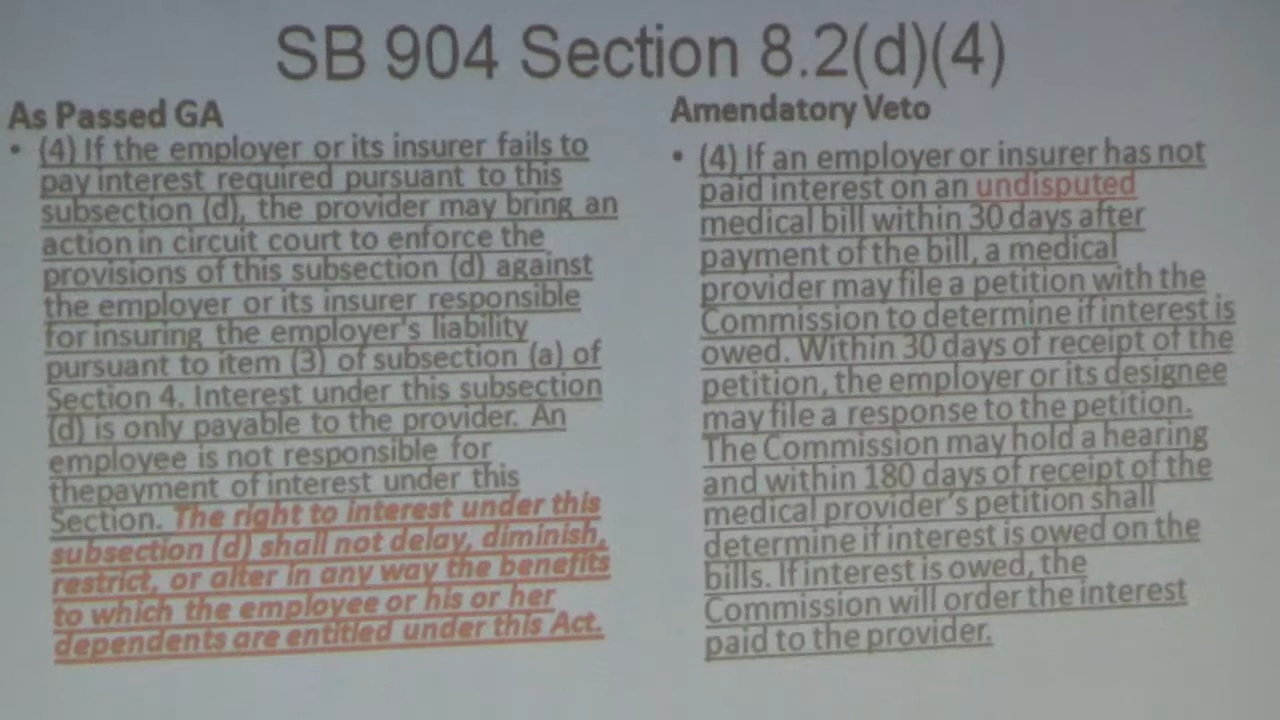 SB 904 Section 8.2(d)(4)
As Passed GA
• (4) If the employer or its insurer fails to
pay interest required pursuant to this
subsection (d), the provider may bring an
action in circuit court to enforce the
provisions of this subsection (d) against
the employer or its insurer responsible
for insuring the employer's liability
pursuant to item (3) of subsection (a) of
Section 4. Interest under this subsection
(d) is only payable to the provider. An
employee is not responsible for
thepayment of interest under this
Section. The right to interest under this
subsection (d) shall not delay, diminish,
restrict, or alter in any way the benefits
to which the employee or his or her
dependents are entitled under this Act.
Amendatory Veto
• (4) If an employer or insurer has not
paid interest on an undisputed
medical bill within 30 days after
payment of the bill, a medical
provider may file a petition with the
Commission to determine if interest is
owed. Within 30 days of receipt of the
petition, the employer or its designee
may file a response to the petition.
The Commission may hold a hearing
and within 180 days of receipt of the
medical provider's petition shall
determine if interest is owed on the
bills. If interest is owed, the
Commission will order the interest
paid to the provider.